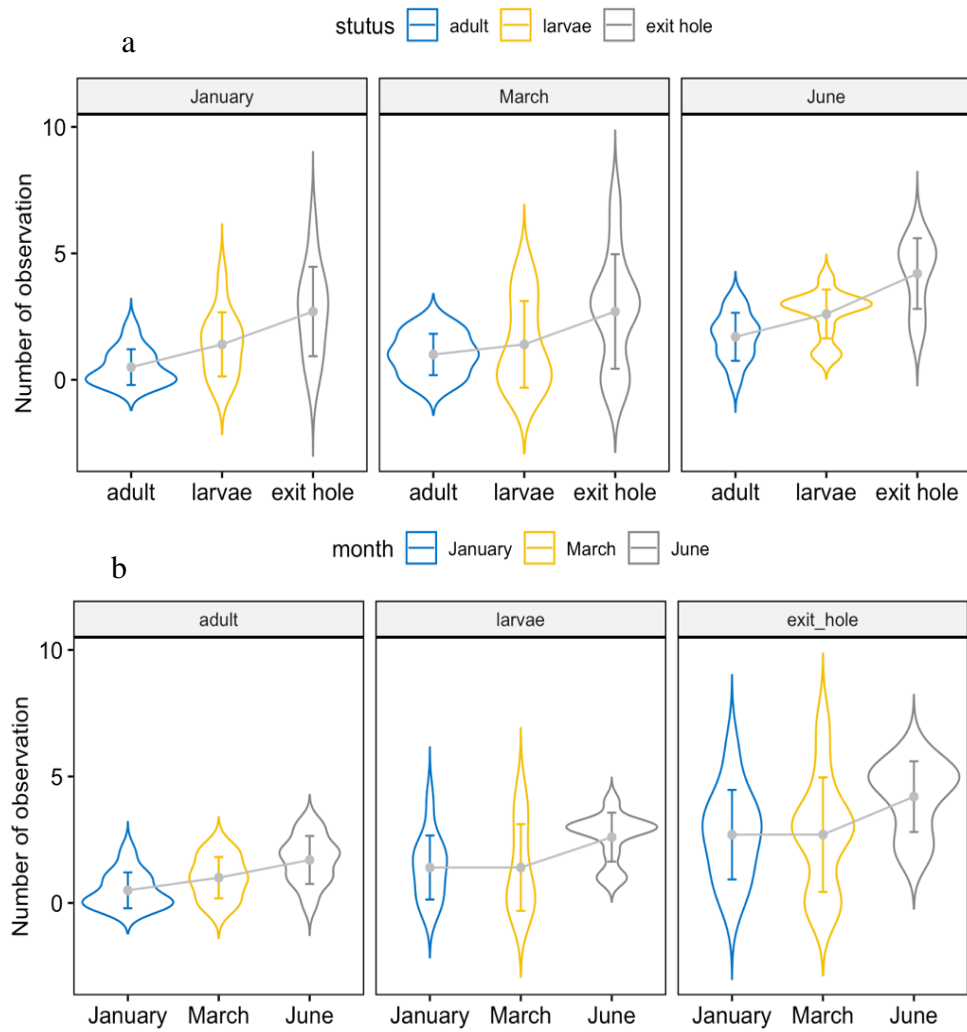 a
stutus adult larvae exit hole
January March June
Number of observation
10
5
0
adult larvae exit hole adult larvae exit hole adult larvae exit hole
b
month January March June
adult larvae exit_hole
Number of observation
10
5
0
January March June January March June January March June